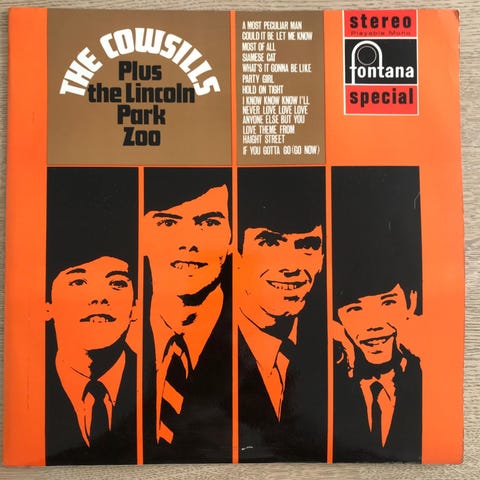 THE COWSILLS
Plus
the Lincoln
Park
Zoo
A MOST PECULIAR MAN
COULD IT BE LET ME KNOW
MOST OF ALL
SIAMESE CAT
WHAT'S IT GONNA BE LIKE
PARTY GIRL
HOLD ON TIGHT
I KNOW KNOW KNOW I'LL
NEVER LOVE LOVE LOVE
ANYONE ELSE BUT YOU
LOVE THEME FROM
HAIGHT STREET
IF YOU GOTTA GO (GO NOW)
stereo
Playable Mono
fontana
special